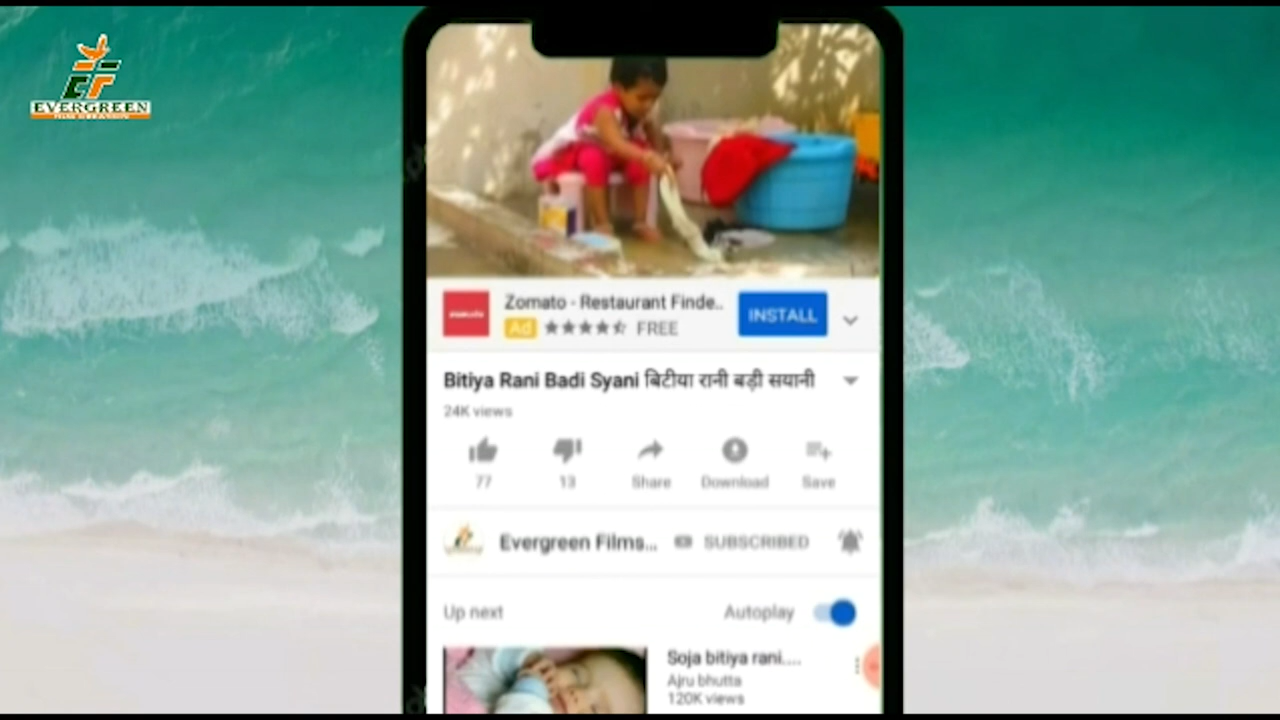 EVERGREEN
Zomato - Restaurant Finde..
INSTALL
Ad
FREE
Bitiya Rani Badi Syani बिटीया रानी बड़ी सयानी
24K views
77
13
Share
Download
Save
Evergreen Films...
SUBSCRIBED
Up next
Autoplay
Soja bitiya rani....
Ajru bhutta
120K views